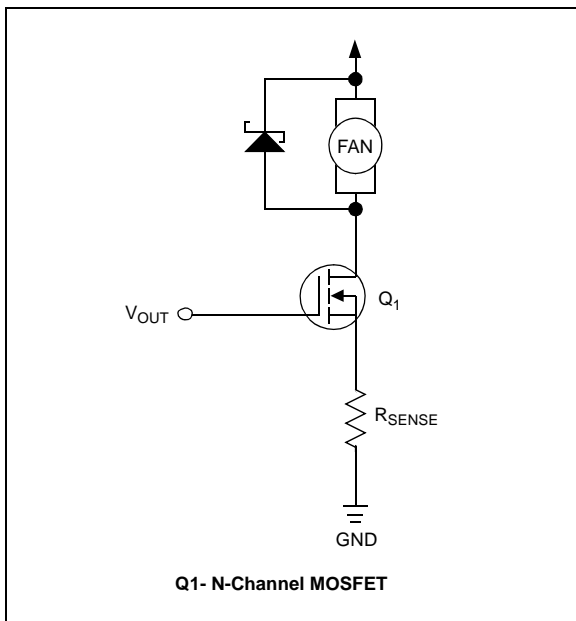 FAN
Q1
VOUT
RSENSE
GND
Q1- N-Channel MOSFET